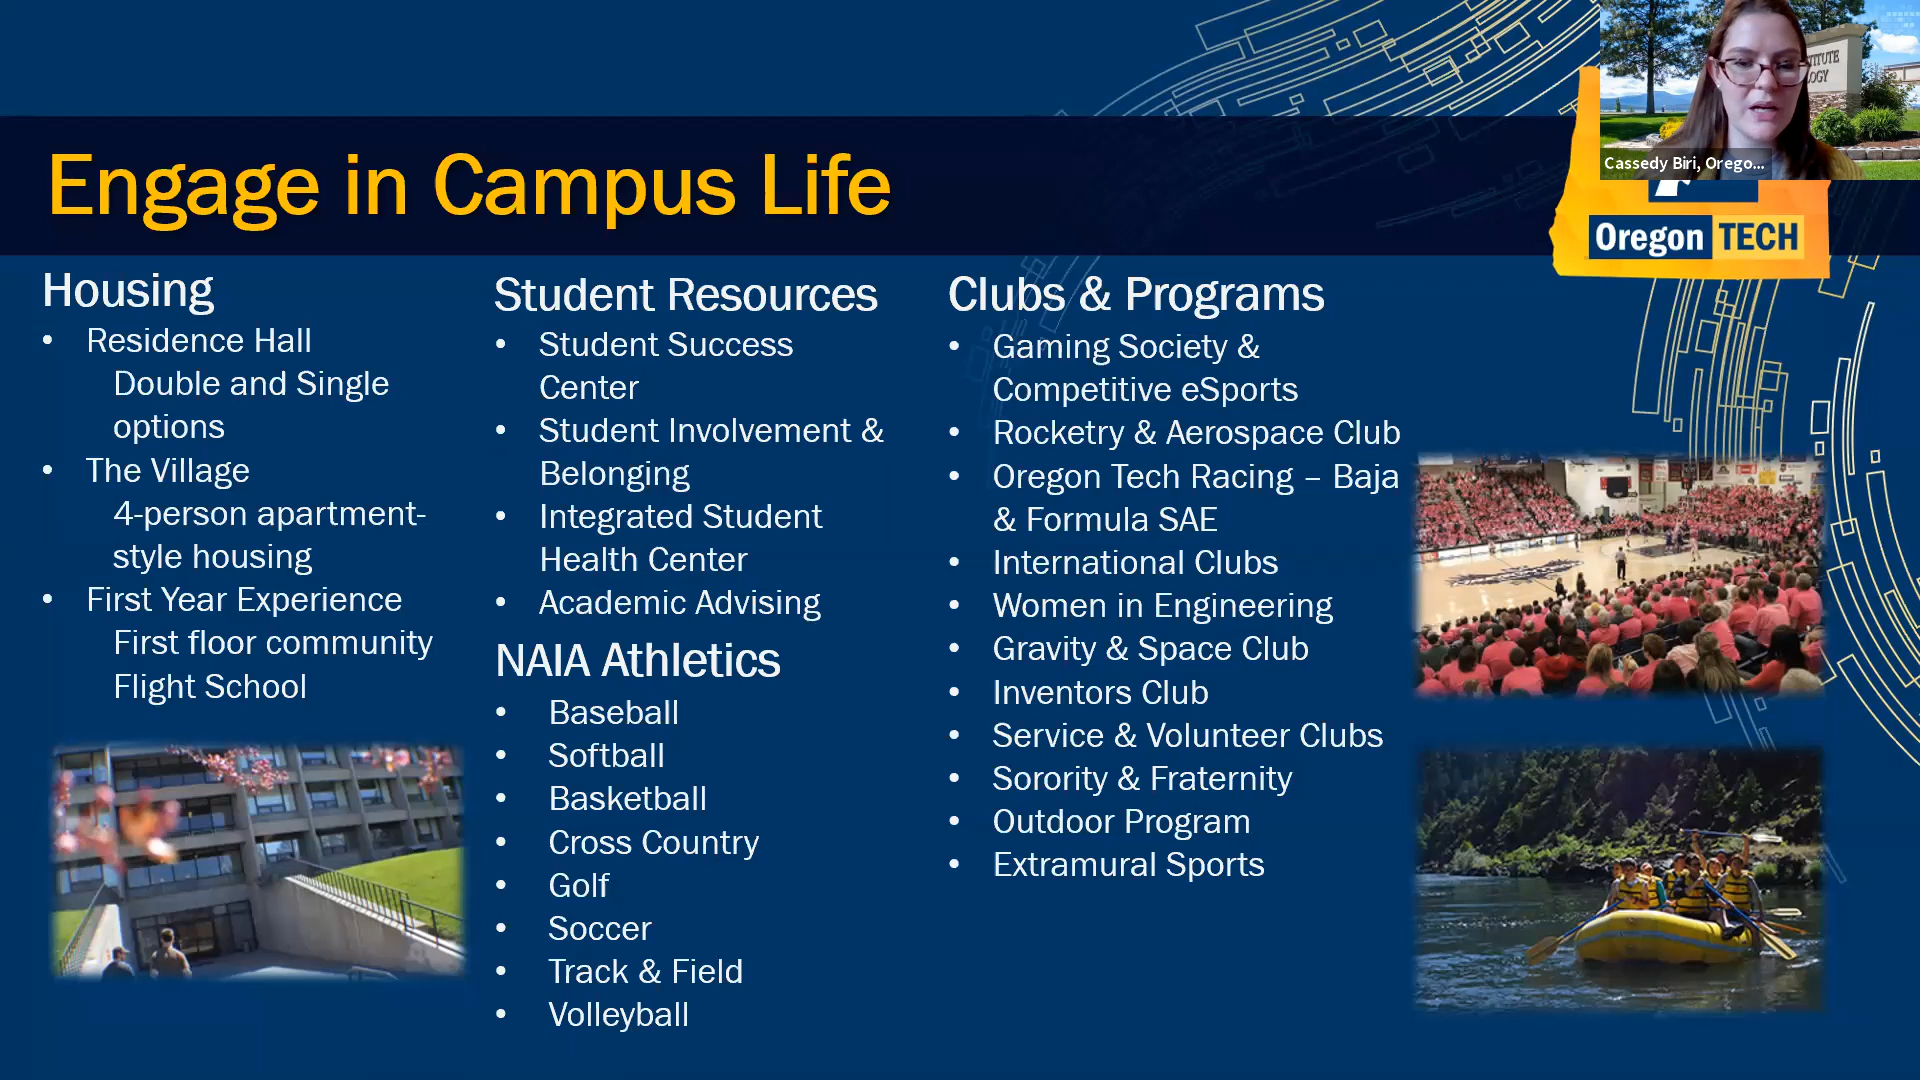 Engage in Campus Life
Housing
• Residence Hall
Double and Single
options
• The Village
4-person apartment-
style housing
• First Year Experience
First floor community
Flight School
Student Resources
• Student Success
Center
• Student Involvement &
Belonging
• Integrated Student
Health Center
• Academic Advising
NAIA Athletics
• Baseball
• Softball
• Basketball
• Cross Country
• Golf
• Soccer
• Track & Field
• Volleyball
Clubs & Programs
• Gaming Society &
Competitive eSports
• Rocketry & Aerospace Club
• Oregon Tech Racing – Baja
& Formula SAE
• International Clubs
• Women in Engineering
• Gravity & Space Club
• Inventors Club
• Service & Volunteer Clubs
• Sorority & Fraternity
• Outdoor Program
• Extramural Sports
Cassedy Biri, Orego...
Oregon TECH